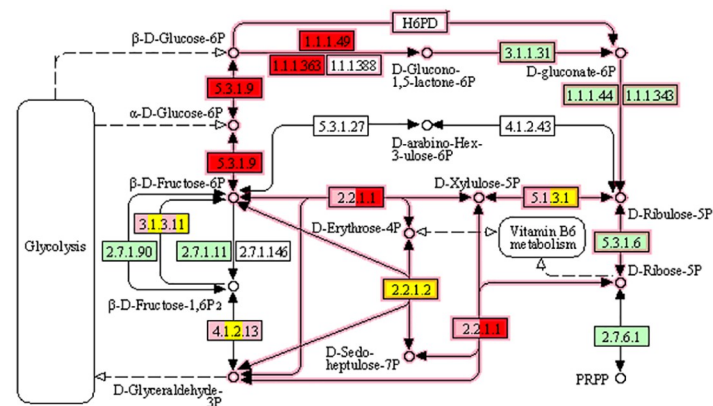 H6PD
β-D-Glucose-6P
1.1.1.49
1.1.1.363
1.1.1.388
D-Glucono-
1,5-lactone-6P
3.1.1.31
D-gluconate-6P
5.3.1.9
1.1.1.44
1.1.1.343
α-D-Glucose-6P
5.3.1.27
D-arabino-Hex-
3-ulose-6P
4.1.2.43
5.3.1.9
β-D-Fructose-6P
2.2.1.1
D-Xylulose-5P
5.1.3.1
D-Ribulose-5P
3.1.3.11
D-Erythrose-4P
Vitamin B6
metabolism
5.3.1.6
Glycolysis
2.7.1.90
2.7.1.11
2.7.1.146
D-Ribose-5P
2.2.1.2
β-D-Fructose-1,6P2
4.1.2.13
2.2.1.1
2.7.6.1
D-Sedo-
heptulose-7P
D-Glyceraldehyde-
3P
PRPP